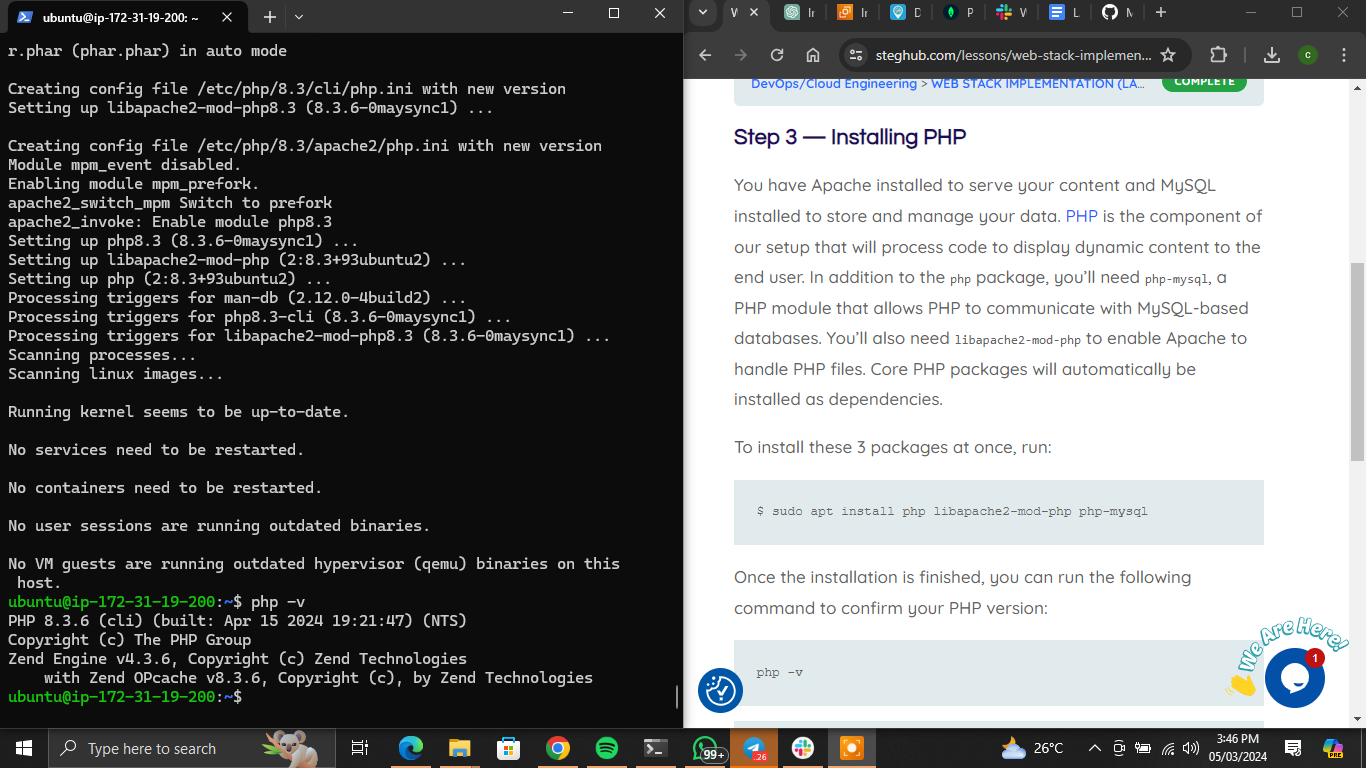 ubuntu@ip-172-31-19-200: ~
r.phar (phar.phar) in auto mode
Creating config file /etc/php/8.3/cli/php.ini with new version
Setting up libapache2-mod-php8.3 (8.3.6-0maysync1) ...
Creating config file /etc/php/8.3/apache2/php.ini with new version
Module mpm_event disabled.
Enabling module mpm_prefork.
apache2_switch_mpm Switch to prefork
apache2_invoke: Enable module php8.3
Setting up php8.3 (8.3.6-0maysync1) ...
Setting up libapache2-mod-php (2:8.3+93ubuntu2) ...
Setting up php (2:8.3+93ubuntu2) ...
Processing triggers for man-db (2.12.0-4build2) ...
Processing triggers for php8.3-cli (8.3.6-0maysync1) ...
Processing triggers for libapache2-mod-php8.3 (8.3.6-0maysync1) ...
Scanning processes...
Scanning linux images...
Running kernel seems to be up-to-date.
No services need to be restarted.
No containers need to be restarted.
No user sessions are running outdated binaries.
No VM guests are running outdated hypervisor (qemu) binaries on this
host.
ubuntu@ip-172-31-19-200:~$ php -v
PHP 8.3.6 (cli) (built: Apr 15 2024 19:21:47) (NTS)
Copyright (c) The PHP Group
Zend Engine v4.3.6, Copyright (c) Zend Technologies
with Zend OPcache v8.3.6, Copyright (c), by Zend Technologies
ubuntu@ip-172-31-19-200:~$
steghub.com/lessons/web-stack-implemen...
c
DevOps/Cloud Engineering > WEB STACK IMPLEMENTATION (LA...
COMPLETE
Step 3 — Installing PHP
You have Apache installed to serve your content and MySQL
installed to store and manage your data. PHP is the component of
our setup that will process code to display dynamic content to the
end user. In addition to the php package, you’ll need php-mysql, a
PHP module that allows PHP to communicate with MySQL-based
databases. You’ll also need libapache2-mod-php to enable Apache to
handle PHP files. Core PHP packages will automatically be
installed as dependencies.
To install these 3 packages at once, run:
$ sudo apt install php libapache2-mod-php php-mysql
Once the installation is finished, you can run the following
command to confirm your PHP version:
php -v
We Are Here!
1
Type here to search
99+
26
26°C
3:46 PM
05/03/2024
PRE